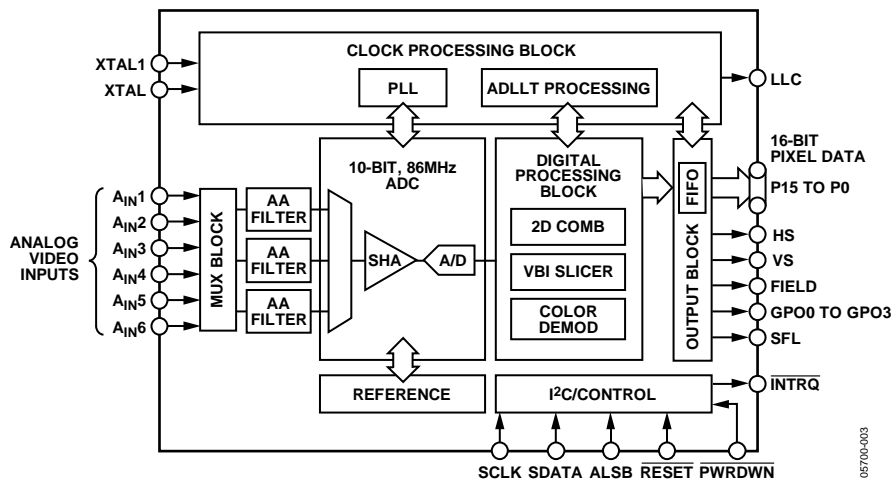 CLOCK PROCESSING BLOCK
XTAL1
XTAL
PLL
ADLLT PROCESSING
LLC
10-BIT, 86MHz
ADC
DIGITAL
PROCESSING
BLOCK
2D COMB
VBI SLICER
COLOR
DEMOD
FIFO
OUTPUT BLOCK
16-BIT
PIXEL DATA
P15 TO P0
ANALOG
VIDEO
INPUTS
AIN1
AIN2
AIN3
AIN4
AIN5
AIN6
MUX BLOCK
AA
FILTER
AA
FILTER
AA
FILTER
SHA
A/D
HS
VS
FIELD
GPO0 TO GPO3
SFL
REFERENCE
I2C/CONTROL
INTRQ
SCLK
SDATA
ALSB
RESET
PWRDWN
05700-003